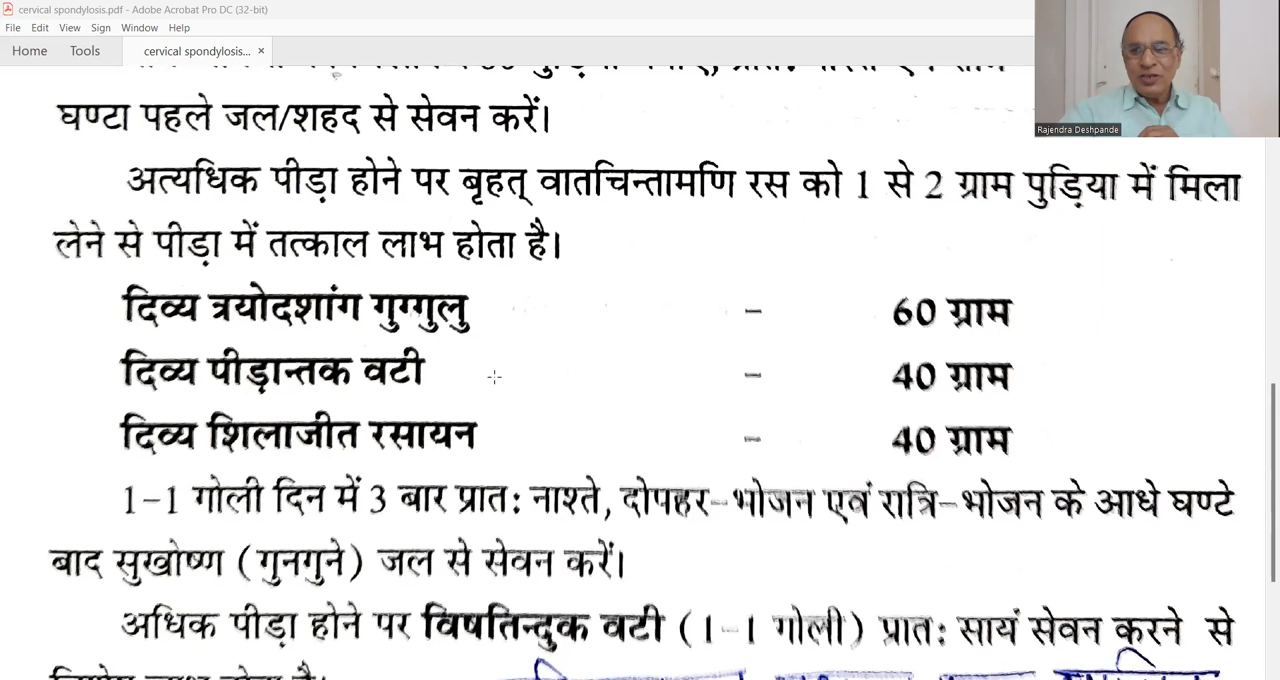 cervical spondylosis.pdf - Adobe Acrobat Pro DC (32-bit)
File Edit View Sign Window Help
Home Tools cervical spondylosis... ×
Rajendra Deshpande
घण्टा पहले जल/शहद से सेवन करें।
अत्यधिक पीड़ा होने पर बृहत् वातचिन्तामणि रस को 1 से 2 ग्राम पुड़िया में मिला
लेने से पीड़ा में तत्काल लाभ होता है।
दिव्य त्रयोदशांग गुग्गुलु – 60 ग्राम
दिव्य पीड़ान्तक वटी – 40 ग्राम
दिव्य शिलाजीत रसायन – 40 ग्राम
1–1 गोली दिन में 3 बार प्रात: नाश्ते, दोपहर–भोजन एवं रात्रि–भोजन के आधे घण्टे
बाद सुखोष्ण (गुनगुने) जल से सेवन करें।
अधिक पीड़ा होने पर विषतिन्दुक वटी (1–1 गोली) प्रात: सायं सेवन करने से